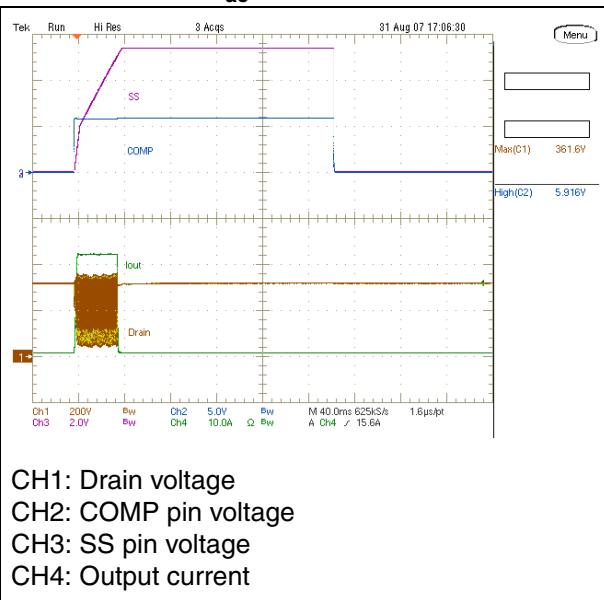 Tek Run Hi Res 3 Acqs 31 Aug 07 17:06:30
Menu
SS
COMP
Max(C1) 361.6V
High(C2) 5.916V
Iout
Drain
1
Ch1 200V Bw Ch2 5.0V Bw M 40.0ms 625kS/s 1.6µs/pt
Ch3 2.0V Bw Ch4 10.0A Ω Bw A Ch4 / 15.6A
CH1: Drain voltage
CH2: COMP pin voltage
CH3: SS pin voltage
CH4: Output current